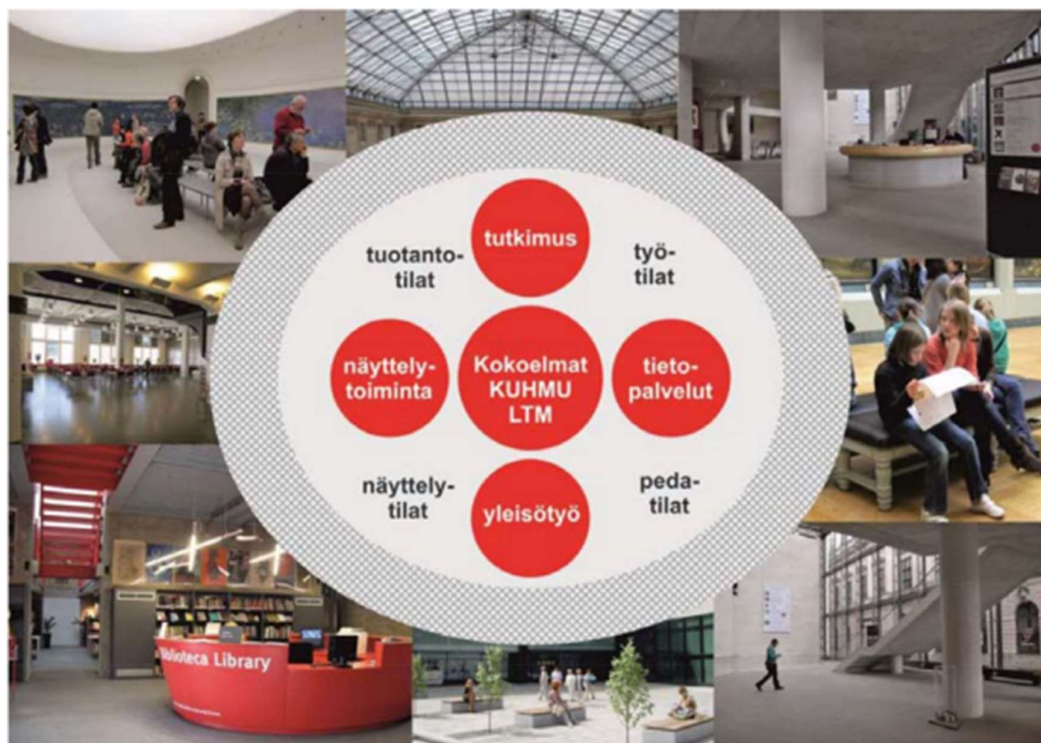 tutkimus
tuotanto-
tilat
työ-
tilat
näyttely-
toiminta
Kokoelmat
KUHMU
LTM
tieto-
palvelut
näyttely-
tilat
yleisötyö
peda-
tilat
Biblioteca Library